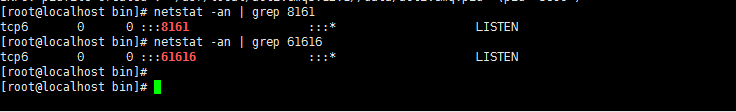 [root@localhost bin]# netstat -an | grep 8161
tcp6       0      0 :::8161                 :::*                    LISTEN
[root@localhost bin]# netstat -an | grep 61616
tcp6       0      0 :::61616                :::*                    LISTEN
[root@localhost bin]#
[root@localhost bin]#